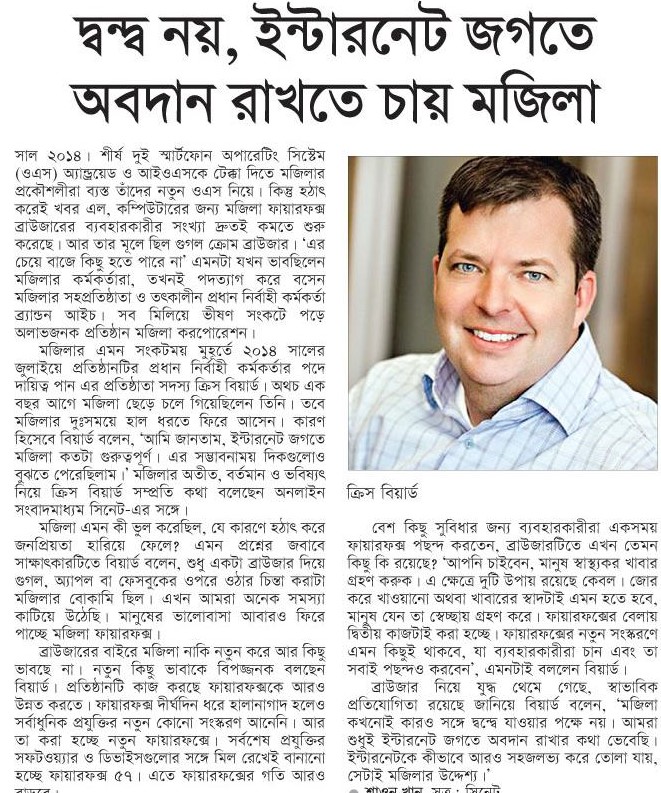 দ্বন্দ্ব নয়, ইন্টারনেট জগতে
অবদান রাখতে চায় মজিলা
সাল ২০১৪। শীর্ষ দুই স্মার্টফোন অপারেটিং সিস্টেম
(ওএস) অ্যান্ড্রয়েড ও আইওএসকে টেক্কা দিতে মজিলার
প্রকৌশলীরা ব্যস্ত তাঁদের নতুন ওএস নিয়ে। কিন্তু হঠাৎ
করেই খবর এল, কম্পিউটারের জন্য মজিলা ফায়ারফক্স
ব্রাউজারের ব্যবহারকারীর সংখ্যা দ্রুতই কমতে শুরু
করেছে। আর তার মূলে ছিল গুগল ক্রোম ব্রাউজার। ‘এর
চেয়ে বাজে কিছু হতে পারে না’ এমনটা যখন ভাবছিলেন
মজিলার কর্মকর্তারা, তখনই পদত্যাগ করে বসেন
মজিলার সহপ্রতিষ্ঠাতা ও তৎকালীন প্রধান নির্বাহী কর্মকর্তা
ব্র্যান্ডন আইচ। সব মিলিয়ে ভীষণ সংকটে পড়ে
অলাভজনক প্রতিষ্ঠান মজিলা করপোরেশন।
মজিলার এমন সংকটময় মুহূর্তে ২০১৪ সালের
জুলাইয়ে প্রতিষ্ঠানটির প্রধান নির্বাহী কর্মকর্তার পদে
দায়িত্ব পান এর প্রতিষ্ঠাতা সদস্য ক্রিস বিয়ার্ড। অথচ এক
বছর আগে মজিলা ছেড়ে চলে গিয়েছিলেন তিনি। তবে
মজিলার দুঃসময়ে হাল ধরতে ফিরে আসেন। কারণ
হিসেবে বিয়ার্ড বলেন, ‘আমি জানতাম, ইন্টারনেট জগতে
মজিলা কতটা গুরুত্বপূর্ণ। এর সম্ভাবনাময় দিকগুলোও
বুঝতে পেরেছিলাম।’ মজিলার অতীত, বর্তমান ও ভবিষ্যৎ
নিয়ে ক্রিস বিয়ার্ড সম্প্রতি কথা বলেছেন অনলাইন
সংবাদমাধ্যম সিনেট-এর সঙ্গে।
মজিলা এমন কী ভুল করেছিল, যে কারণে হঠাৎ করে
জনপ্রিয়তা হারিয়ে ফেলে? এমন প্রশ্নের জবাবে
সাক্ষাৎকারটিতে বিয়ার্ড বলেন, শুধু একটা ব্রাউজার দিয়ে
গুগল, অ্যাপল বা ফেসবুকের ওপরে ওঠার চিন্তা করাটা
মজিলার বোকামি ছিল। এখন আমরা অনেক সমস্যা
কাটিয়ে উঠেছি। মানুষের ভালোবাসা আবারও ফিরে
পাচ্ছে মজিলা ফায়ারফক্স।
ব্রাউজারের বাইরে মজিলা নাকি নতুন করে আর কিছু
ভাবছে না। নতুন কিছু ভাবাকে বিপজ্জনক বলছেন
বিয়ার্ড। প্রতিষ্ঠানটি কাজ করছে ফায়ারফক্সকে আরও
উন্নত করতে। ফায়ারফক্স দীর্ঘদিন ধরে হালানাগাদ হলেও
সর্বাধুনিক প্রযুক্তির নতুন কোনো সংস্করণ আনেনি। আর
তা করা হচ্ছে নতুন ফায়ারফক্সে। সর্বশেষ প্রযুক্তির
সফটওয়্যার ও ডিভাইসগুলোর সঙ্গে মিল রেখেই বানানো
হচ্ছে ফায়ারফক্স ৫৭। এতে ফায়ারফক্সের গতি আরও
ক্রিস বিয়ার্ড
বেশ কিছু সুবিধার জন্য ব্যবহারকারীরা একসময়
ফায়ারফক্স পছন্দ করতেন, ব্রাউজারটিতে এখন তেমন
কিছু কি রয়েছে? ‘আপনি চাইবেন, মানুষ স্বাস্থ্যকর খাবার
গ্রহণ করুক। এ ক্ষেত্রে দুটি উপায় রয়েছে কেবল। জোর
করে খাওয়ানো অথবা খাবারের স্বাদটাই এমন হতে হবে,
মানুষ যেন তা স্বেচ্ছায় গ্রহণ করে। ফায়ারফক্সের বেলায়
দ্বিতীয় কাজটাই করা হচ্ছে। ফায়ারফক্সের নতুন সংস্করণে
এমন কিছুই থাকবে, যা ব্যবহারকারীরা চান এবং তা
সবাই পছন্দও করবেন’, এমনটাই বললেন বিয়ার্ড।
ব্রাউজার নিয়ে যুদ্ধ থেমে গেছে, স্বাভাবিক
প্রতিযোগিতা রয়েছে জানিয়ে বিয়ার্ড বলেন, ‘মজিলা
কখনোই কারও সঙ্গে দ্বন্দ্বে যাওয়ার পক্ষে নয়। আমরা
শুধুই ইন্টারনেট জগতে অবদান রাখার কথা ভেবেছি।
ইন্টারনেটকে কীভাবে আরও সহজলভ্য করে তোলা যায়,
সেটাই মজিলার উদ্দেশ্য।’
● শাওন খান, সূত্র : সিনেট